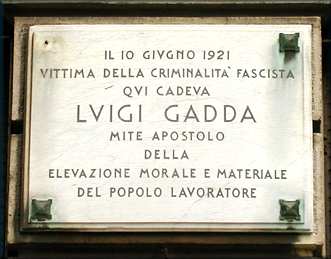 IL 10 GIVGNO 1921
VITTIMA DELLA CRIMINALITA' FASCISTA
QVI CADEVA
LVIGI GADDA
MITE APOSTOLO
DELLA
ELEVAZIONE MORALE E MATERIALE
DEL POPOLO LAVORATORE